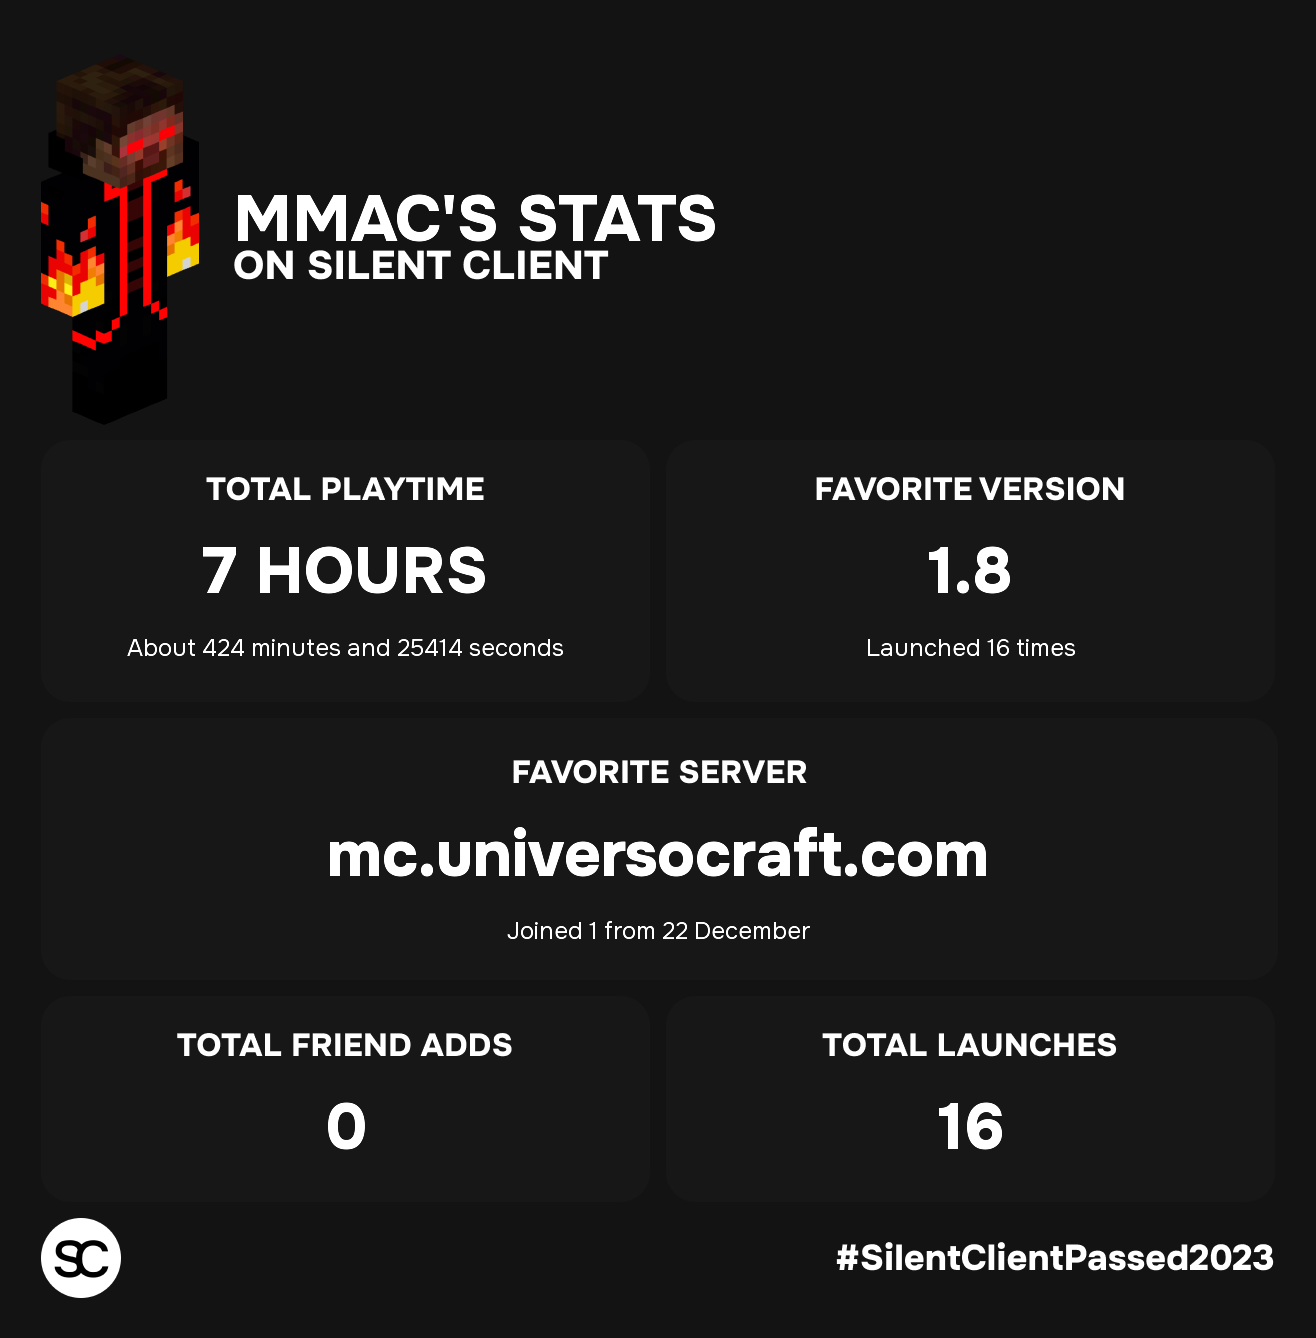 MMAC'S STATS
ON SILENT CLIENT
TOTAL PLAYTIME
7 HOURS
About 424 minutes and 25414 seconds
FAVORITE VERSION
1.8
Launched 16 times
FAVORITE SERVER
mc.universocraft.com
Joined 1 from 22 December
TOTAL FRIEND ADDS
0
TOTAL LAUNCHES
16
SC
#SilentClientPassed2023